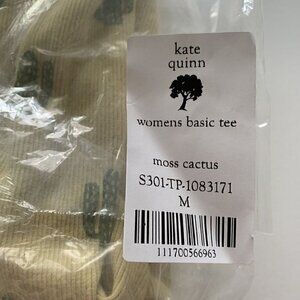 kate
quinn
womens basic tee
moss cactus
S301-TP-1083171
M
111700566963